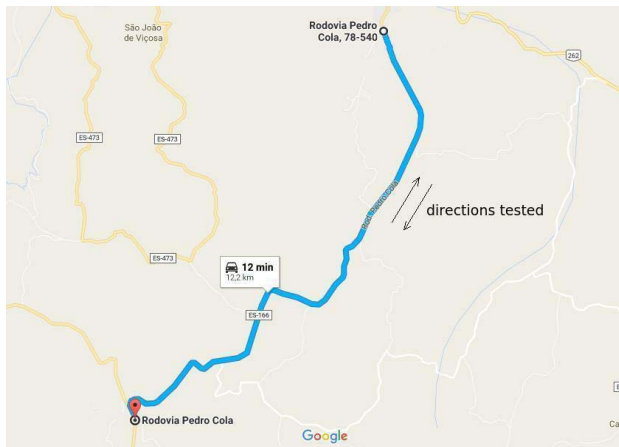 São João
de Viçosa
Rodovia Pedro
Cola, 78-540
262
ES-473
ES-473
Rod. Pedro Cola
directions tested
ES-473
12 min
12,2 km
ES-166
Rodovia Pedro Cola
Google